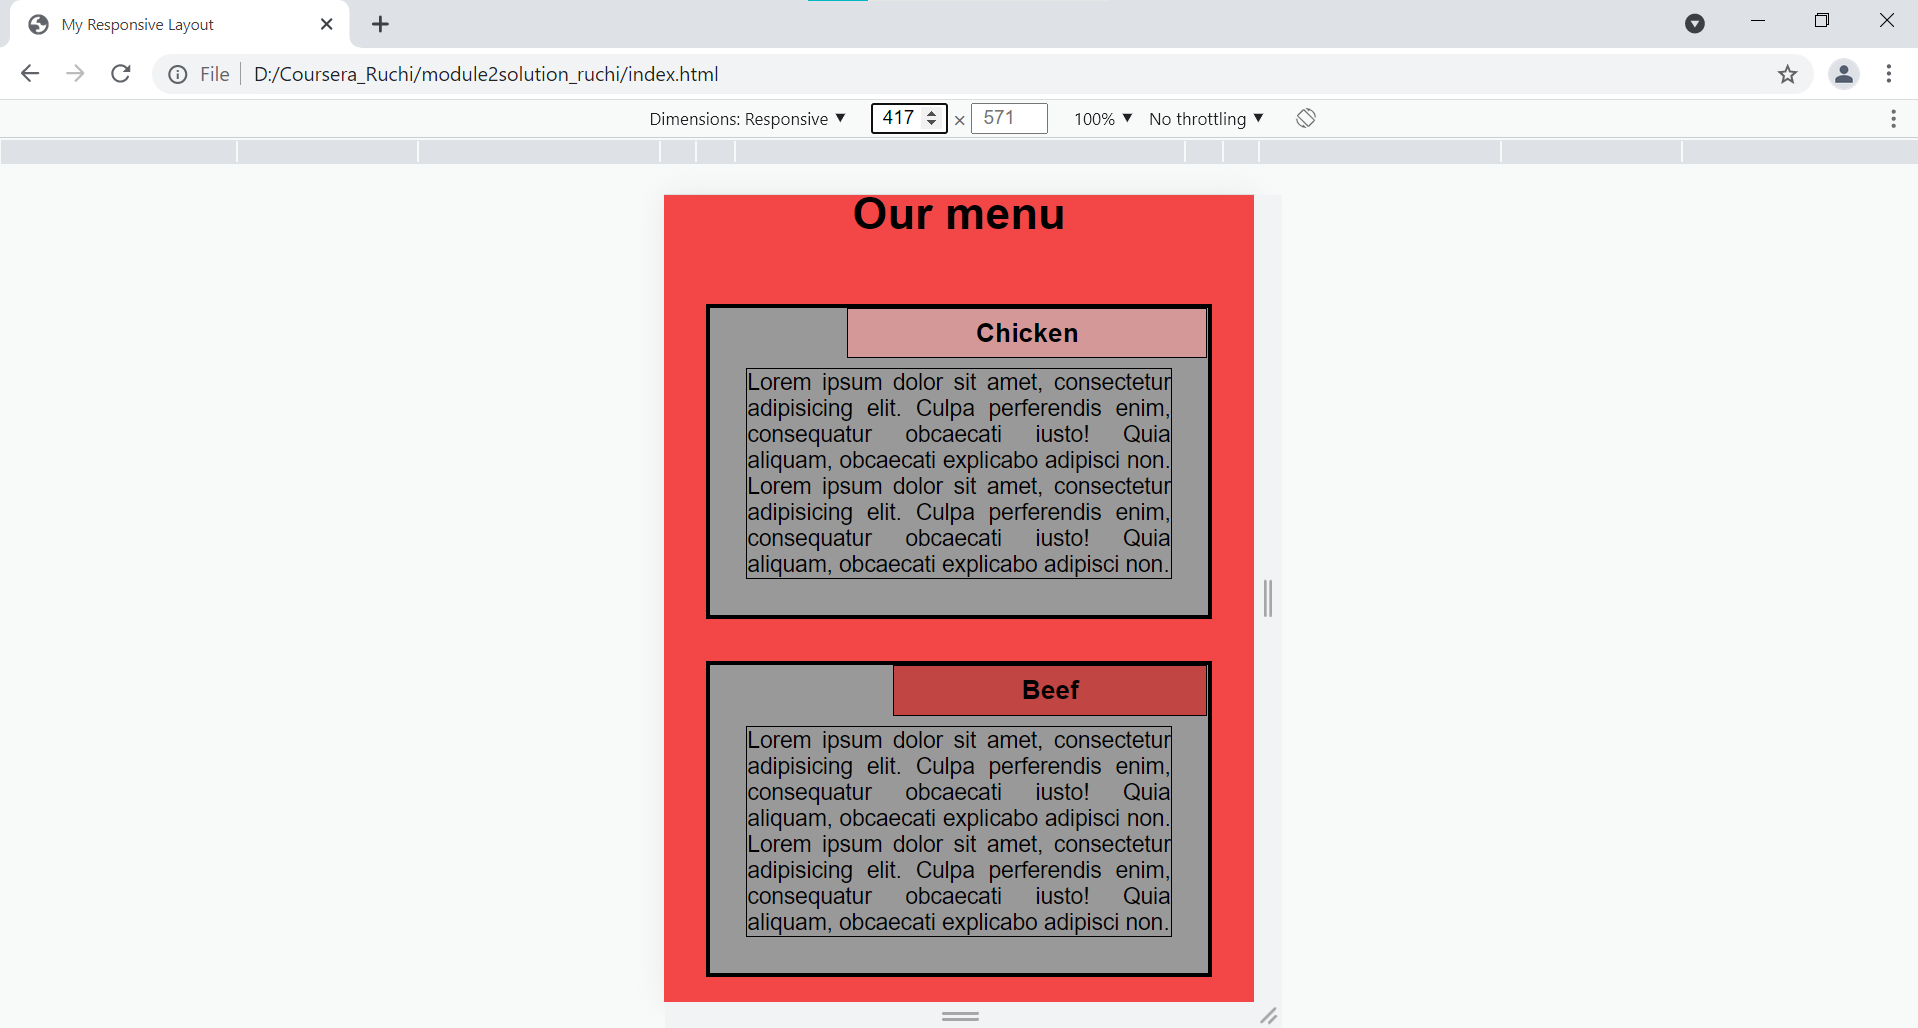 My Responsive Layout
File D:/Coursera_Ruchi/module2solution_ruchi/index.html
Dimensions: Responsive 417 × 571 100% No throttling
Our menu
Chicken
Lorem ipsum dolor sit amet, consectetur
adipisicing elit. Culpa perferendis enim,
consequatur obcaecati iusto! Quia
aliquam, obcaecati explicabo adipisci non.
Lorem ipsum dolor sit amet, consectetur
adipisicing elit. Culpa perferendis enim,
consequatur obcaecati iusto! Quia
aliquam, obcaecati explicabo adipisci non.
Beef
Lorem ipsum dolor sit amet, consectetur
adipisicing elit. Culpa perferendis enim,
consequatur obcaecati iusto! Quia
aliquam, obcaecati explicabo adipisci non.
Lorem ipsum dolor sit amet, consectetur
adipisicing elit. Culpa perferendis enim,
consequatur obcaecati iusto! Quia
aliquam, obcaecati explicabo adipisci non.